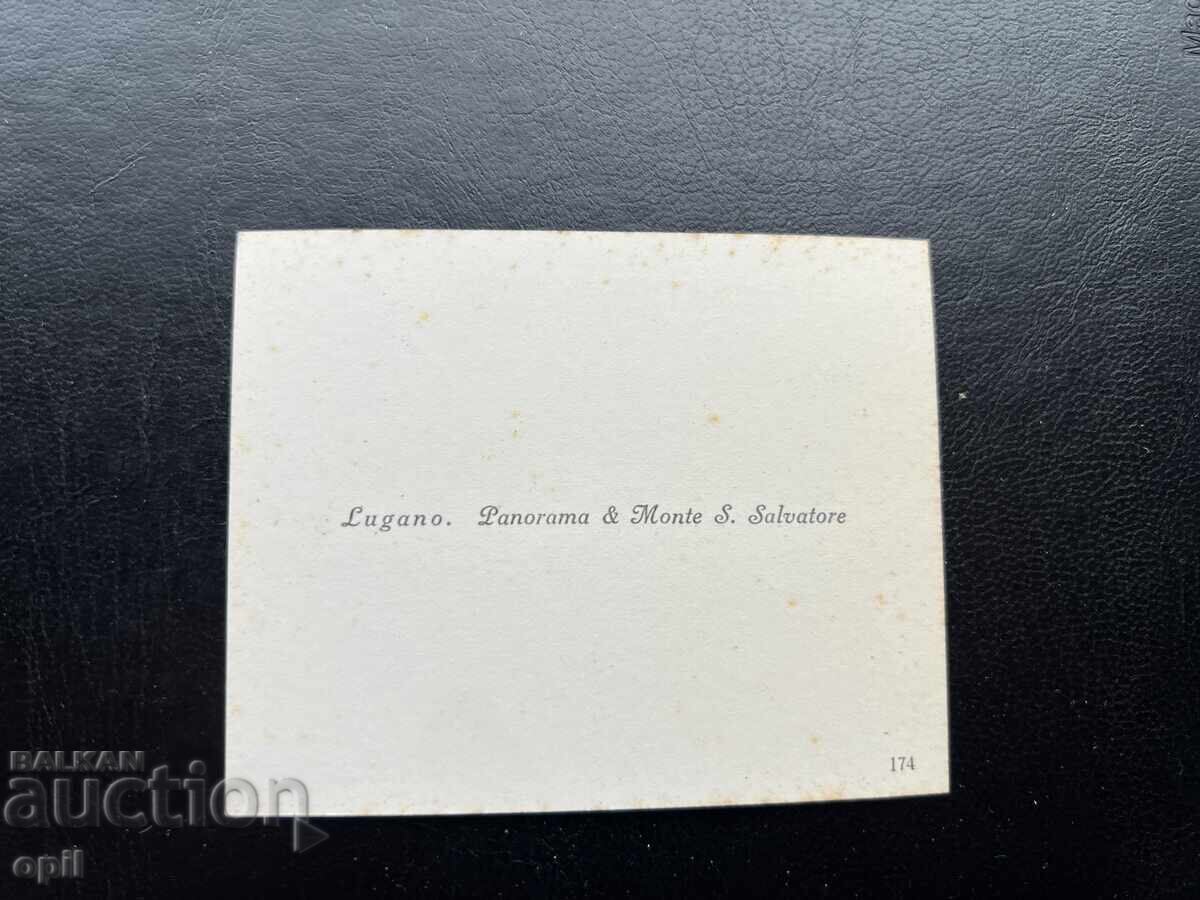 Lugano. Panorama & Monte S. Salvatore
174
BALKAN
auction
opil